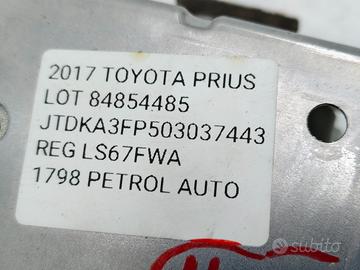 2017 TOYOTA PRIUS
LOT 84854485
JTDKA3FP503037443
REG LS67FWA
1798 PETROL AUTO
subito